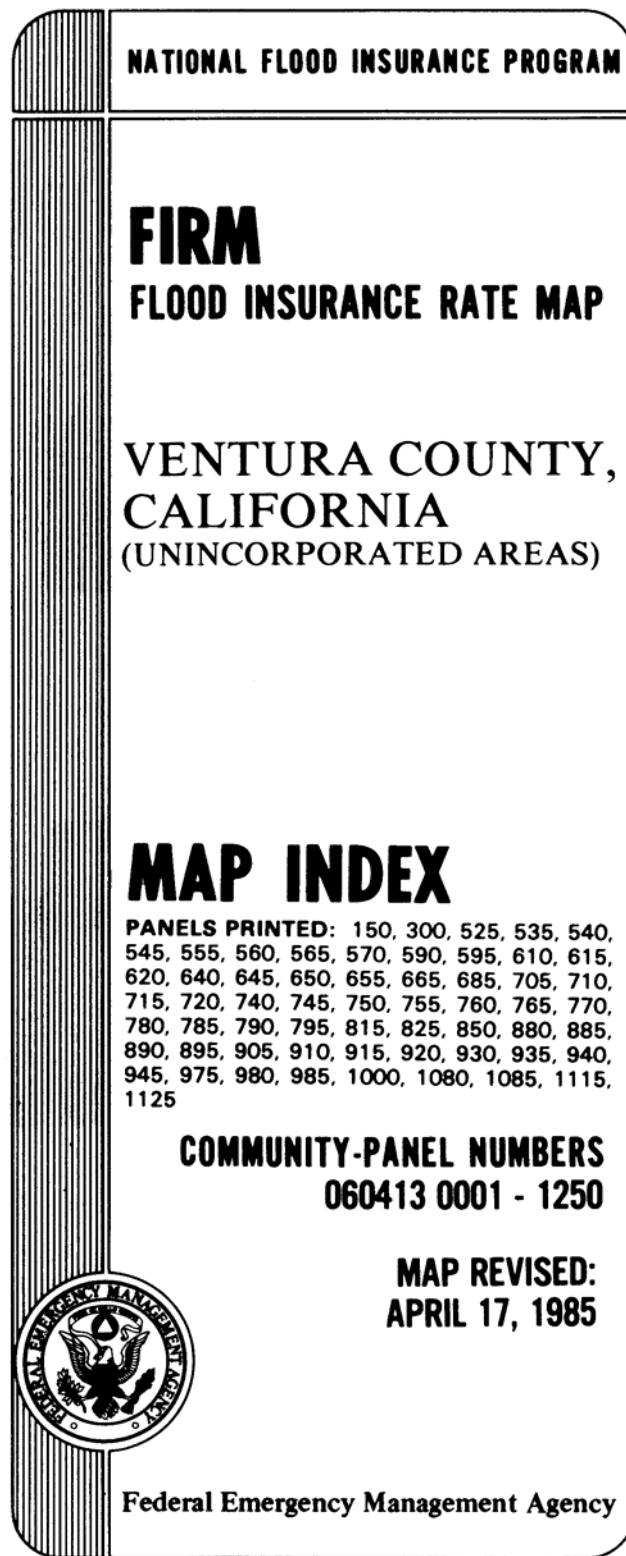 NATIONAL FLOOD INSURANCE PROGRAM
FIRM
FLOOD INSURANCE RATE MAP
VENTURA COUNTY,
CALIFORNIA
(UNINCORPORATED AREAS)
MAP INDEX
PANELS PRINTED: 150, 300, 525, 535, 540,
545, 555, 560, 565, 570, 590, 595, 610, 615,
620, 640, 645, 650, 655, 665, 685, 705, 710,
715, 720, 740, 745, 750, 755, 760, 765, 770,
780, 785, 790, 795, 815, 825, 850, 880, 885,
890, 895, 905, 910, 915, 920, 930, 935, 940,
945, 975, 980, 985, 1000, 1080, 1085, 1115,
1125
COMMUNITY-PANEL NUMBERS
060413 0001 - 1250
MAP REVISED:
APRIL 17, 1985
FEDERAL EMERGENCY MANAGEMENT AGENCY
Federal Emergency Management Agency